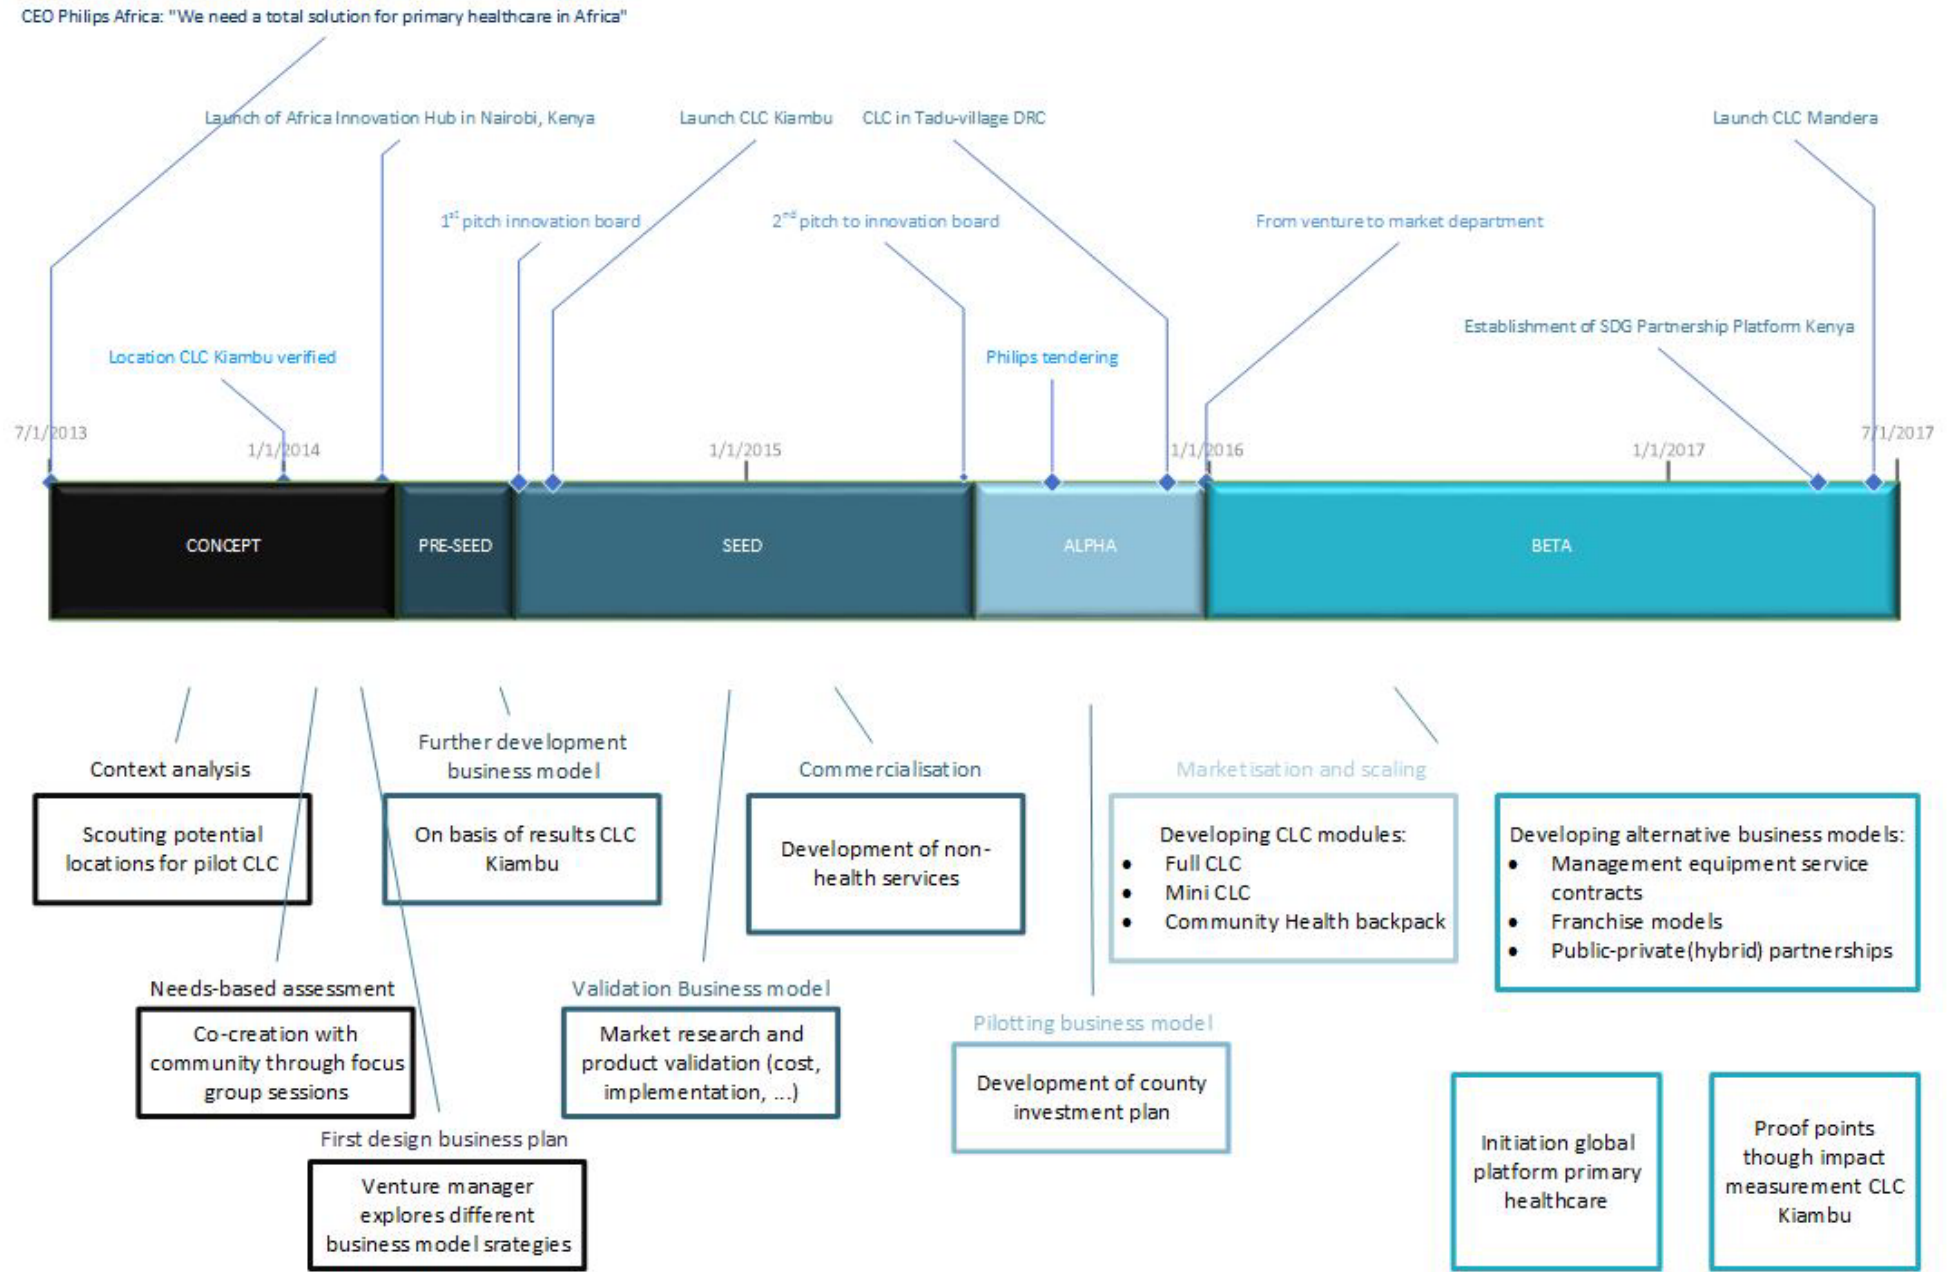 CEO Philips Africa: "We need a total solution for primary healthcare in Africa"
Launch of Africa Innovation Hub in Nairobi, Kenya
Launch CLC Kiambu
CLC in Tadu-village DRC
Launch CLC Mandera
1st pitch innovation board
2nd pitch to innovation board
From venture to market department
Establishment of SDG Partnership Platform Kenya
Location CLC Kiambu verified
Philips tendering
7/1/2013
1/1/2014
1/1/2015
1/1/2016
1/1/2017
7/1/2017
CONCEPT
PRE-SEED
SEED
ALPHA
BETA
Context analysis
Scouting potential
locations for pilot CLC
Further development
business model
On basis of results CLC
Kiambu
Commercialisation
Development of non-
health services
Marketisation and scaling
Developing CLC modules:
• Full CLC
• Mini CLC
• Community Health backpack
Developing alternative business models:
• Management equipment service
contracts
• Franchise models
• Public-private(hybrid) partnerships
Needs-based assessment
Co-creation with
community through focus
group sessions
Validation Business model
Market research and
product validation (cost,
implementation, ...)
Pilotting business model
Development of county
investment plan
First design business plan
Venture manager
explores different
business model srategies
Initiation global
platform primary
healthcare
Proof points
though impact
measurement CLC
Kiambu